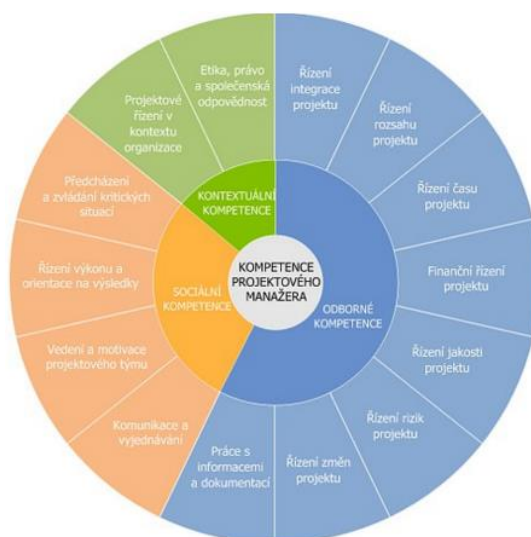 KOMPETENCE
PROJEKTOVÉHO
MANAŽERA
KONTEXTUÁLNÍ
KOMPETENCE
Projektové
řízení v
kontextu
organizace
Etika, právo
a společenská
odpovědnost
ODBORNÉ
KOMPETENCE
Řízení
integrace
projektu
Řízení
rozsahu
projektu
Řízení času
projektu
Finanční řízení
projektu
Řízení jakosti
projektu
Řízení rizik
projektu
Řízení změn
projektu
Práce s
informacemi
a dokumentací
SOCIÁLNÍ
KOMPETENCE
Komunikace a
vyjednávání
Vedení a motivace
projektového týmu
Řízení výkonu a
orientace na výsledky
Předcházení
a zvládání kritických
situací